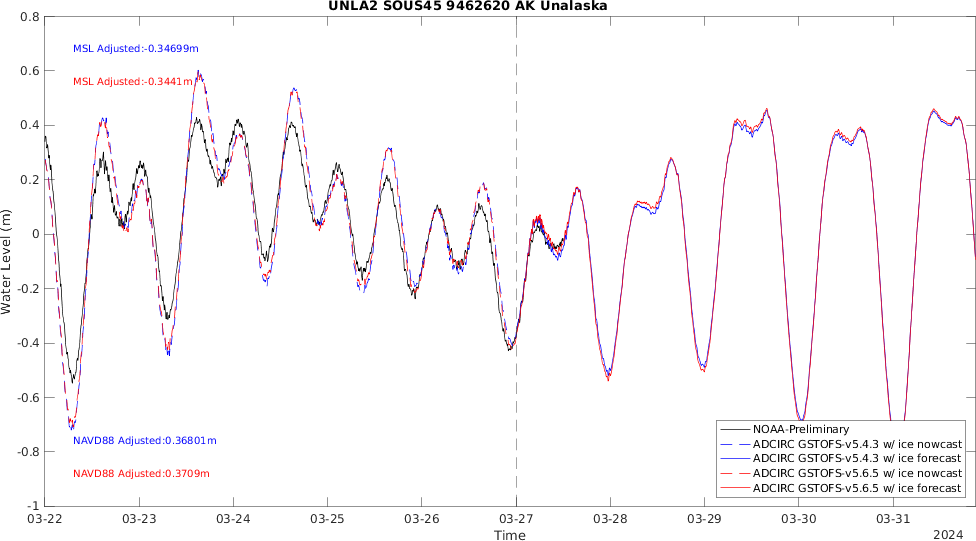 UNLA2 SOUS45 9462620 AK Unalaska
0.8
0.6
0.4
0.2
0
-0.2
-0.4
-0.6
-0.8
-1
Water Level (m)
MSL Adjusted:-0.34699m
MSL Adjusted:-0.3441m
NAVD88 Adjusted:0.36801m
NAVD88 Adjusted:0.3709m
NOAA-Preliminary
ADCIRC GSTOFS-v5.4.3 w/ ice nowcast
ADCIRC GSTOFS-v5.4.3 w/ ice forecast
ADCIRC GSTOFS-v5.6.5 w/ ice nowcast
ADCIRC GSTOFS-v5.6.5 w/ ice forecast
03-22 03-23 03-24 03-25 03-26 03-27 03-28 03-29 03-30 03-31
Time
2024